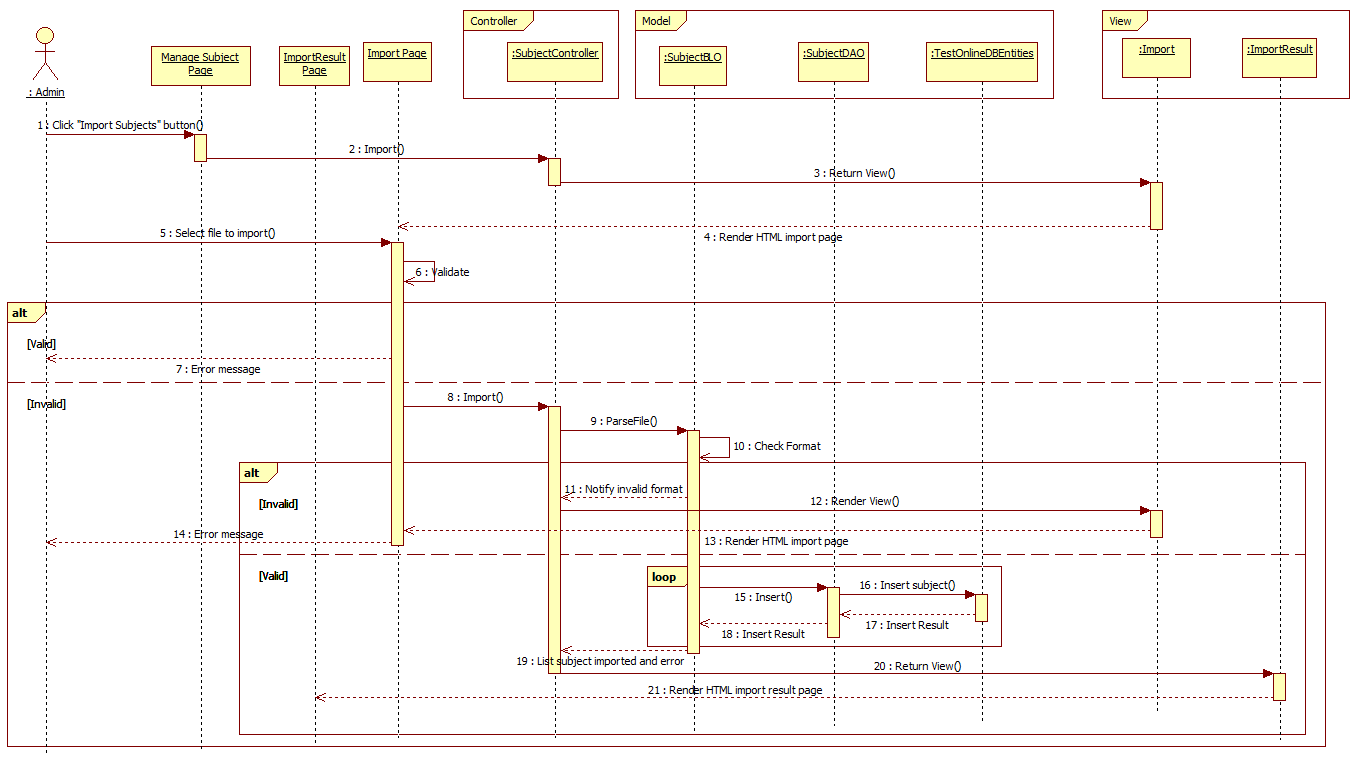 Controller
Model
View
: Admin
Manage Subject
Page
ImportResult
Page
Import Page
:SubjectController
:SubjectBLO
:SubjectDAO
:TestOnlineDBEntities
:Import
:ImportResult
1 : Click "Import Subjects" button()
2 : Import()
3 : Return View()
4 : Render HTML import page
5 : Select file to import()
6 : Validate
alt
[Valid]
7 : Error message
[Invalid]
8 : Import()
9 : ParseFile()
10 : Check Format
alt
[Invalid]
11 : Notify invalid format
12 : Render View()
13 : Render HTML import page
14 : Error message
[Valid]
loop
15 : Insert()
16 : Insert subject()
17 : Insert Result
18 : Insert Result
19 : List subject imported and error
20 : Return View()
21 : Render HTML import result page